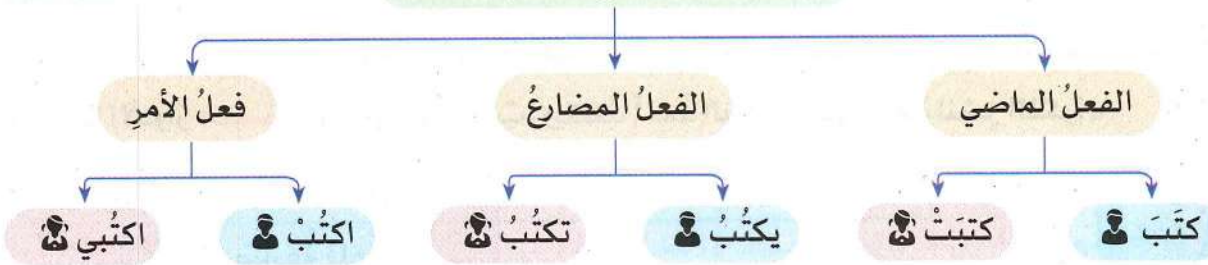 الفعلُ الماضي
الفعلُ المضارعُ
فعلُ الأمرِ
كتَبَ
كتبَتْ
يكتُبُ
تكتُبُ
اكتُبْ
اكتُبي